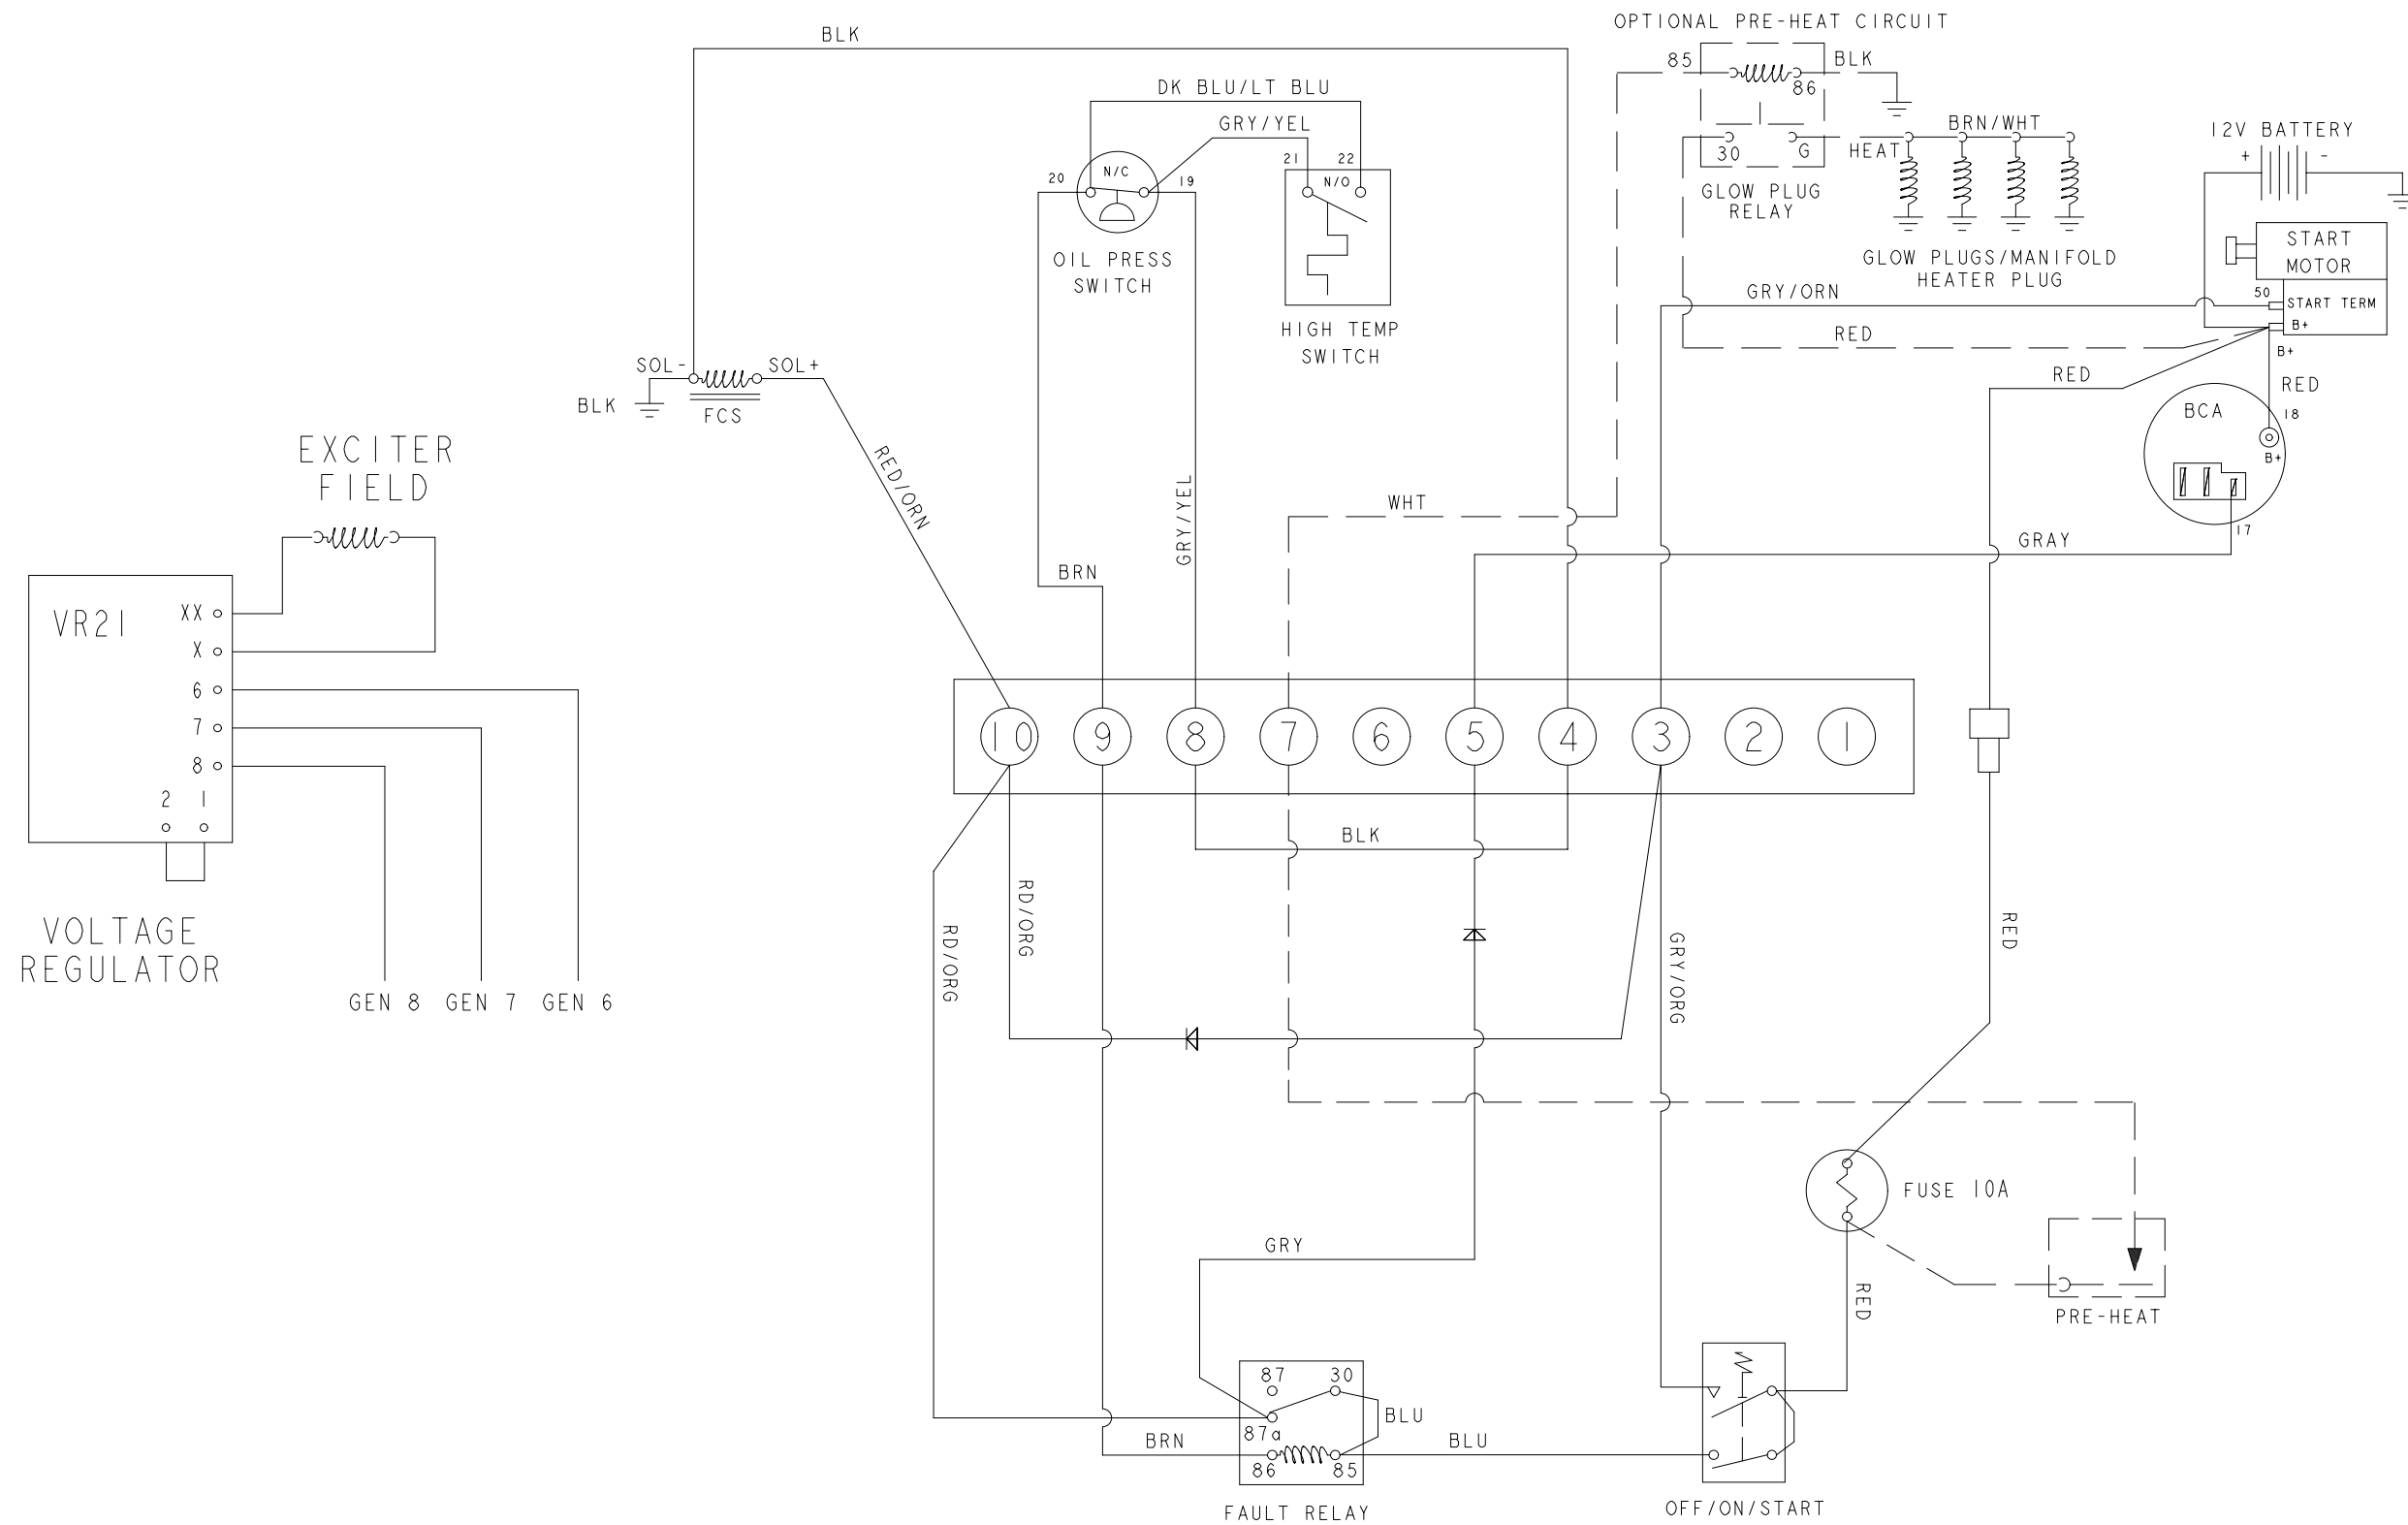 OPTIONAL PRE-HEAT CIRCUIT
BLK
85
BLK
86
DK BLU/LT BLU
GRY/YEL
BRN/WHT
12V BATTERY
+ -
30
G
HEAT
21 22
N/C
N/O
20
19
GLOW PLUG
RELAY
OIL PRESS
SWITCH
GLOW PLUGS/MANIFOLD
HEATER PLUG
START
MOTOR
GRY/ORN
50
START TERM
B+
HIGH TEMP
SWITCH
RED
B+
SOL-
SOL+
RED
RED
BLK
FCS
BCA
18
B+
EXCITER
FIELD
RED/ORN
GRY/YEL
WHT
17
GRAY
BRN
VR21
XX
X
6
7
8
2 1
10 9 8 7 6 5 4 3 2 1
BLK
VOLTAGE
REGULATOR
RD/ORG
RD/ORG
GRY/ORG
RED
GEN 8 GEN 7 GEN 6
FUSE 10A
GRY
RED
PRE-HEAT
87 30
BLU
87a
BRN
BLU
86 85
FAULT RELAY
OFF/ON/START